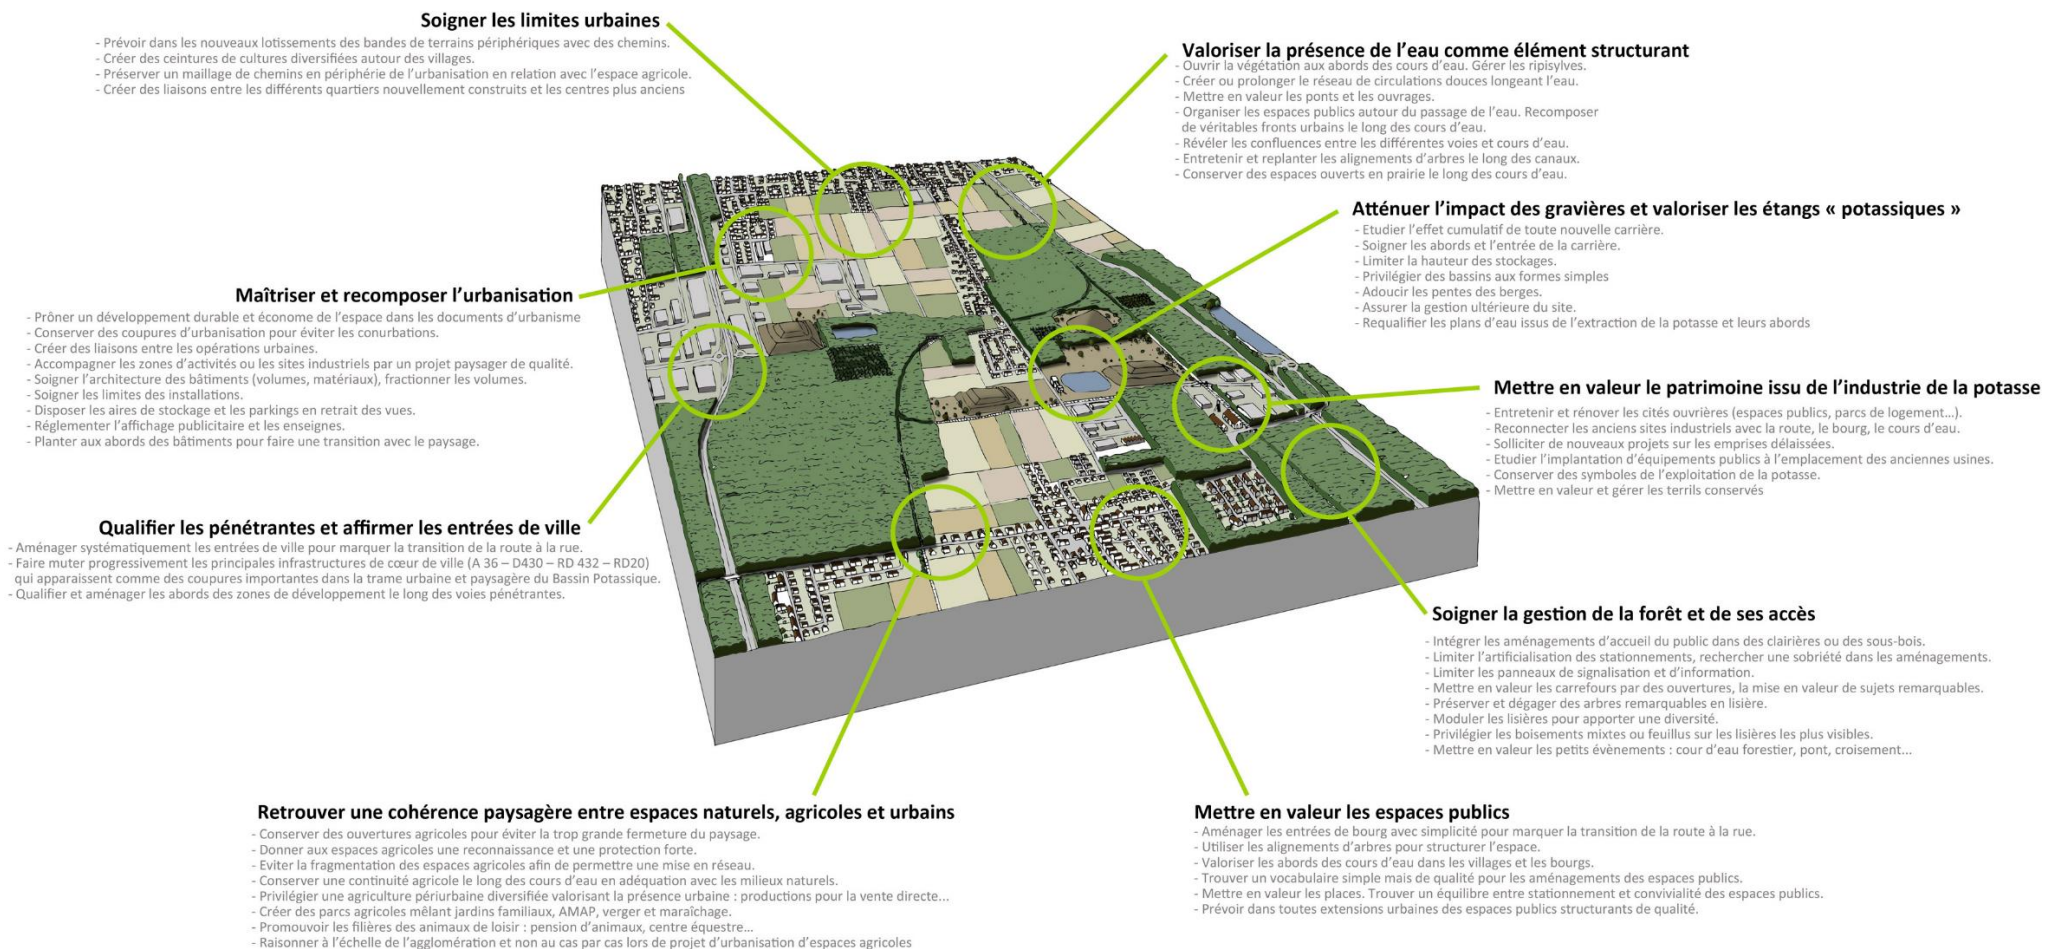 Soigner les limites urbaines
- Prévoir dans les nouveaux lotissements des bandes de terrains périphériques avec des chemins.
- Créer des ceintures de cultures diversifiées autour des villages.
- Préserver un maillage de chemins en périphérie de l'urbanisation en relation avec l'espace agricole.
- Créer des liaisons entre les différents quartiers nouvellement construits et les centres plus anciens
Valoriser la présence de l'eau comme élément structurant
- Ouvrir la végétation aux abords des cours d'eau. Gérer les ripisylves.
- Créer ou prolonger le réseau de circulations douces longeant l'eau.
- Mettre en valeur les ponts et les ouvrages.
- Organiser les espaces publics autour du passage de l'eau. Recomposer
de véritables fronts urbains le long des cours d'eau.
- Révéler les confluences entre les différentes voies et cours d'eau.
- Entretenir et replanter les alignements d'arbres le long des canaux.
- Conserver des espaces ouverts en prairie le long des cours d'eau.
Atténuer l'impact des gravières et valoriser les étangs « potassiques »
- Etudier l'effet cumulatif de toute nouvelle carrière.
- Soigner les abords et l'entrée de la carrière.
- Limiter la hauteur des stockages.
- Privilégier des bassins aux formes simples
- Adoucir les pentes des berges.
- Assurer la gestion ultérieure du site.
- Requalifier les plans d'eau issus de l'extraction de la potasse et leurs abords
Maîtriser et recomposer l'urbanisation
- Prôner un développement durable et économe de l'espace dans les documents d'urbanisme
- Conserver des coupures d'urbanisation pour éviter les conurbations.
- Créer des liaisons entre les opérations urbaines.
- Accompagner les zones d'activités ou les sites industriels par un projet paysager de qualité.
- Soigner l'architecture des bâtiments (volumes, matériaux), fractionner les volumes.
- Soigner les limites des installations.
- Disposer les aires de stockage et les parkings en retrait des vues.
- Réglementer l'affichage publicitaire et les enseignes.
- Planter aux abords des bâtiments pour faire une transition avec le paysage.
Mettre en valeur le patrimoine issu de l'industrie de la potasse
- Entretenir et rénover les cités ouvrières (espaces publics, parcs de logement…).
- Reconnecter les anciens sites industriels avec la route, le bourg, le cours d'eau.
- Solliciter de nouveaux projets sur les emprises délaissées.
- Etudier l'implantation d'équipements publics à l'emplacement des anciennes usines.
- Conserver des symboles de l'exploitation de la potasse.
- Mettre en valeur et gérer les terrils conservés
Qualifier les pénétrantes et affirmer les entrées de ville
- Aménager systématiquement les entrées de ville pour marquer la transition de la route à la rue.
- Faire muter progressivement les principales infrastructures de cœur de ville (A 36 – D430 – RD 432 – RD20)
qui apparaissent comme des coupures importantes dans la trame urbaine et paysagère du Bassin Potassique.
- Qualifier et aménager les abords des zones de développement le long des voies pénétrantes.
Soigner la gestion de la forêt et de ses accès
- Intégrer les aménagements d'accueil du public dans des clairières ou des sous-bois.
- Limiter l'artificialisation des stationnements, rechercher une sobriété dans les aménagements.
- Limiter les panneaux de signalisation et d'information.
- Mettre en valeur les carrefours par des ouvertures, la mise en valeur de sujets remarquables.
- Préserver et dégager des arbres remarquables en lisière.
- Moduler les lisières pour apporter une diversité.
- Privilégier les boisements mixtes ou feuillus sur les lisières les plus visibles.
- Mettre en valeur les petits évènements : cour d'eau forestier, pont, croisement…
Retrouver une cohérence paysagère entre espaces naturels, agricoles et urbains
- Conserver des ouvertures agricoles pour éviter la trop grande fermeture du paysage.
- Donner aux espaces agricoles une reconnaissance et une protection forte.
- Eviter la fragmentation des espaces agricoles afin de permettre une mise en réseau.
- Conserver une continuité agricole le long des cours d'eau en adéquation avec les milieux naturels.
- Privilégier une agriculture périurbaine diversifiée valorisant la présence urbaine : productions pour la vente directe…
- Créer des parcs agricoles mêlant jardins familiaux, AMAP, verger et maraîchage.
- Promouvoir les filières des animaux de loisir : pension d'animaux, centre équestre…
- Raisonner à l'échelle de l'agglomération et non au cas par cas lors de projet d'urbanisation d'espaces agricoles
Mettre en valeur les espaces publics
- Aménager les entrées de bourg avec simplicité pour marquer la transition de la route à la rue.
- Utiliser les alignements d'arbres pour structurer l'espace.
- Valoriser les abords des cours d'eau dans les villages et les bourgs.
- Trouver un vocabulaire simple mais de qualité pour les aménagements des espaces publics.
- Mettre en valeur les places. Trouver un équilibre entre stationnement et convivialité des espaces publics.
- Prévoir dans toutes extensions urbaines des espaces publics structurants de qualité.